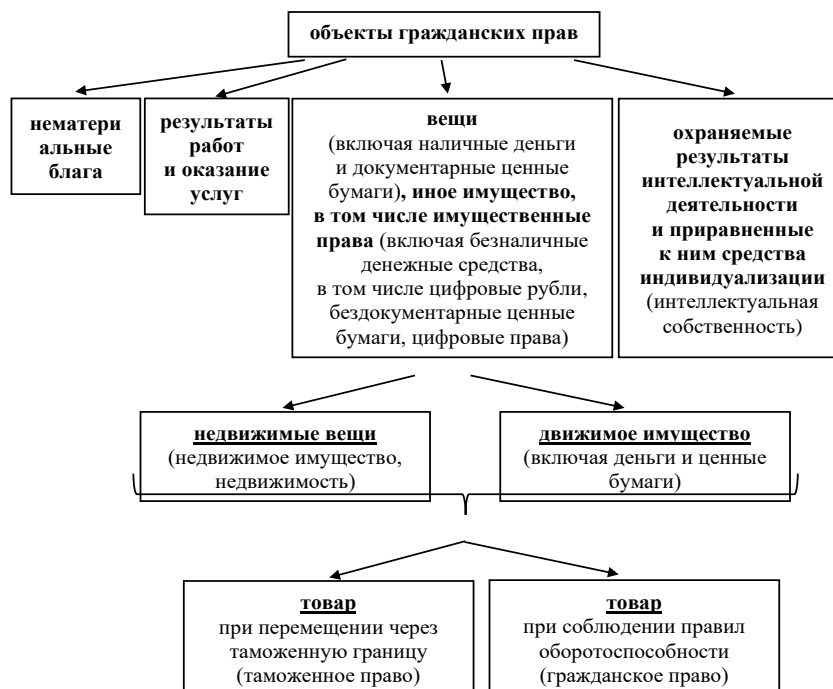 объекты гражданских прав
нематери
альные
блага
результаты
работ
и оказание
услуг
вещи
(включая наличные деньги
и документарные ценные
бумаги), иное имущество,
в том числе имущественные
права (включая безналичные
денежные средства,
в том числе цифровые рубли,
бездокументарные ценные
бумаги, цифровые права)
охраняемые
результаты
интеллектуальной
деятельности
и приравненные
к ним средства
индивидуализации
(интеллектуальная
собственность)
недвижимые вещи
(недвижимое имущество,
недвижимость)
движимое имущество
(включая деньги и ценные
бумаги)
товар
при перемещении через
таможенную границу
(таможенное право)
товар
при соблюдении правил
оборотоспособности
(гражданское право)